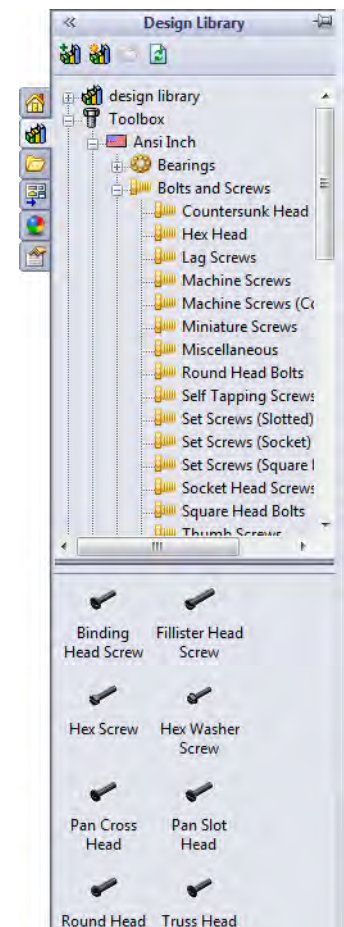 Design Library
design library
Toolbox
Ansi Inch
Bearings
Bolts and Screws
Countersunk Head
Hex Head
Lag Screws
Machine Screws
Machine Screws (Co
Miniature Screws
Miscellaneous
Round Head Bolts
Self Tapping Screws
Set Screws (Slotted)
Set Screws (Socket)
Set Screws (Square
Socket Head Screws
Square Head Bolts
Thumb Screws
Binding Fillister Head
Head Screw Screw
Hex Screw Hex Washer
Screw
Pan Cross Pan Slot
Head Head
Round Head Truss Head